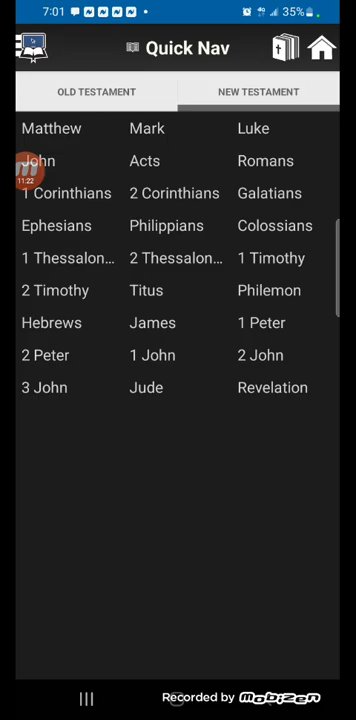 7:01 35%
Quick Nav
OLD TESTAMENT NEW TESTAMENT
Matthew Mark Luke
John Acts Romans
11:22
1 Corinthians 2 Corinthians Galatians
Ephesians Philippians Colossians
1 Thessalon... 2 Thessalon... 1 Timothy
2 Timothy Titus Philemon
Hebrews James 1 Peter
2 Peter 1 John 2 John
3 John Jude Revelation
Recorded by mobizen